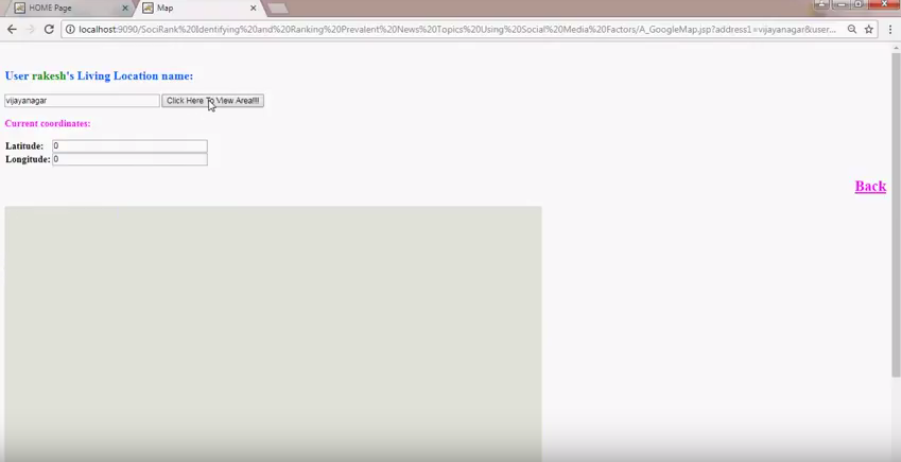 HOME Page
Map
localhost:9090/SociRank%20Identifying%20and%20Ranking%20Prevalent%20News%20Topics%20Using%20Social%20Media%20Factors/A_GoogleMap.jsp?address1=vijayanagar&user...
User rakesh's Living Location name:
vijayanagar
Click Here To View Area!!!
Current coordinates:
Latitude: 0
Longitude: 0
Back